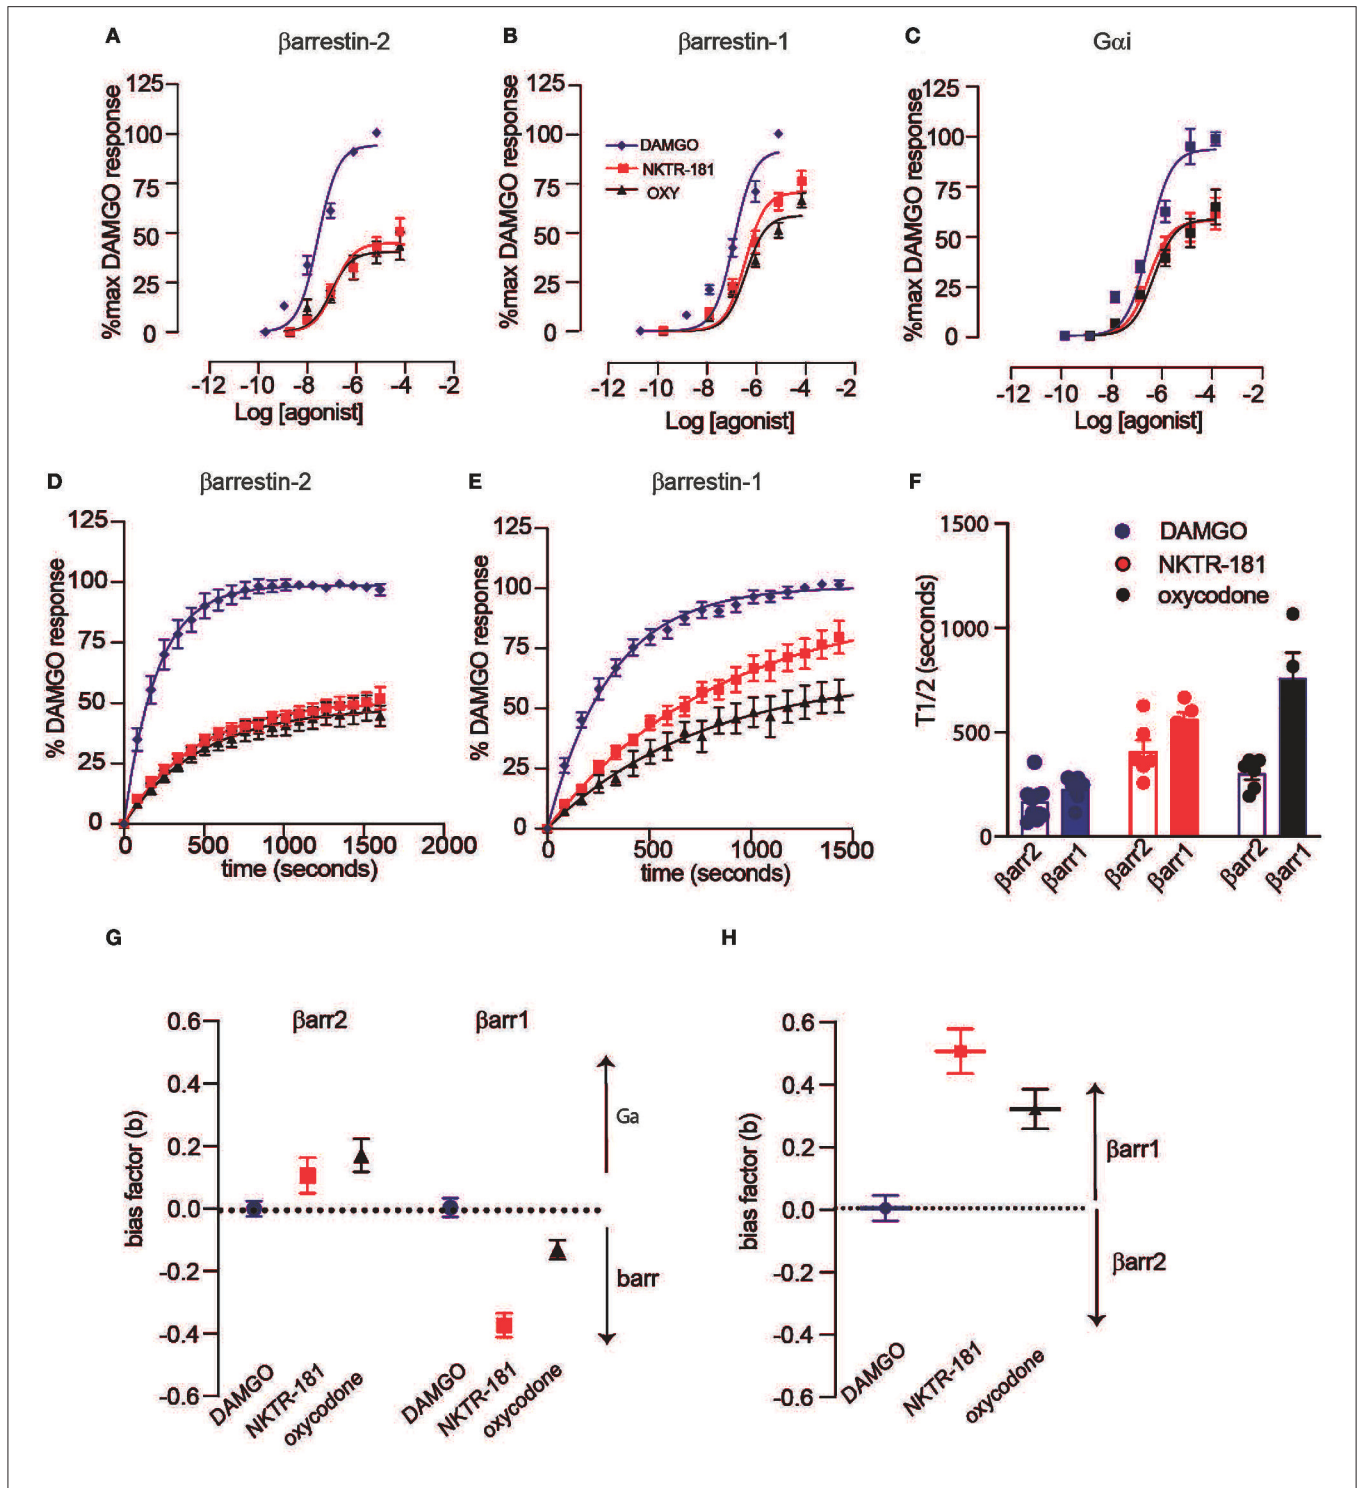 A
βarrestin-2
%max DAMGO response
125
100
75
50
25
0
-12 -10 -8 -6 -4 -2
Log [agonist]
B
βarrestin-1
%max DAMGO response
125
100
75
50
25
0
DAMGO
NKTR-181
OXY
-12 -10 -8 -6 -4 -2
Log [agonist]
C
Gαi
%max DAMGO response
125
100
75
50
25
0
-12 -10 -8 -6 -4 -2
Log [agonist]
D
βarrestin-2
% DAMGO response
125
100
75
50
25
0
0 500 1000 1500 2000
time (seconds)
E
βarrestin-1
% DAMGO response
125
100
75
50
25
0
0 500 1000 1500
time (seconds)
F
T1/2 (seconds)
1500
1000
500
0
DAMGO
NKTR-181
oxycodone
βarr2 βarr1 βarr2 βarr1 βarr2 βarr1
G
βarr2 βarr1
bias factor (b)
0.6
0.4
0.2
0.0
-0.2
-0.4
-0.6
Ga
barr
DAMGO NKTR-181 oxycodone DAMGO NKTR-181 oxycodone
H
bias factor (b)
0.6
0.4
0.2
0.0
-0.2
-0.4
-0.6
βarr1
βarr2
DAMGO NKTR-181 oxycodone